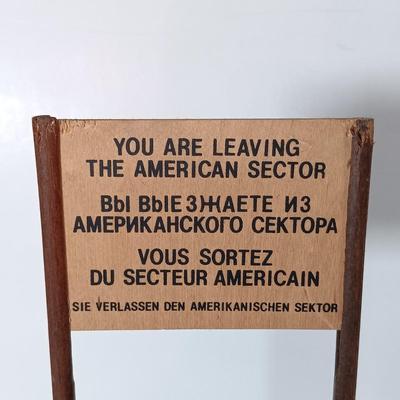 YOU ARE LEAVING
THE AMERICAN SECTOR
ВЫ ВЫЕЗЖАЕТЕ ИЗ
АМЕРИКАНСКОГО СЕКТОРА
VOUS SORTEZ
DU SECTEUR AMERICAIN
SIE VERLASSEN DEN AMERIKANISCHEN SEKTOR